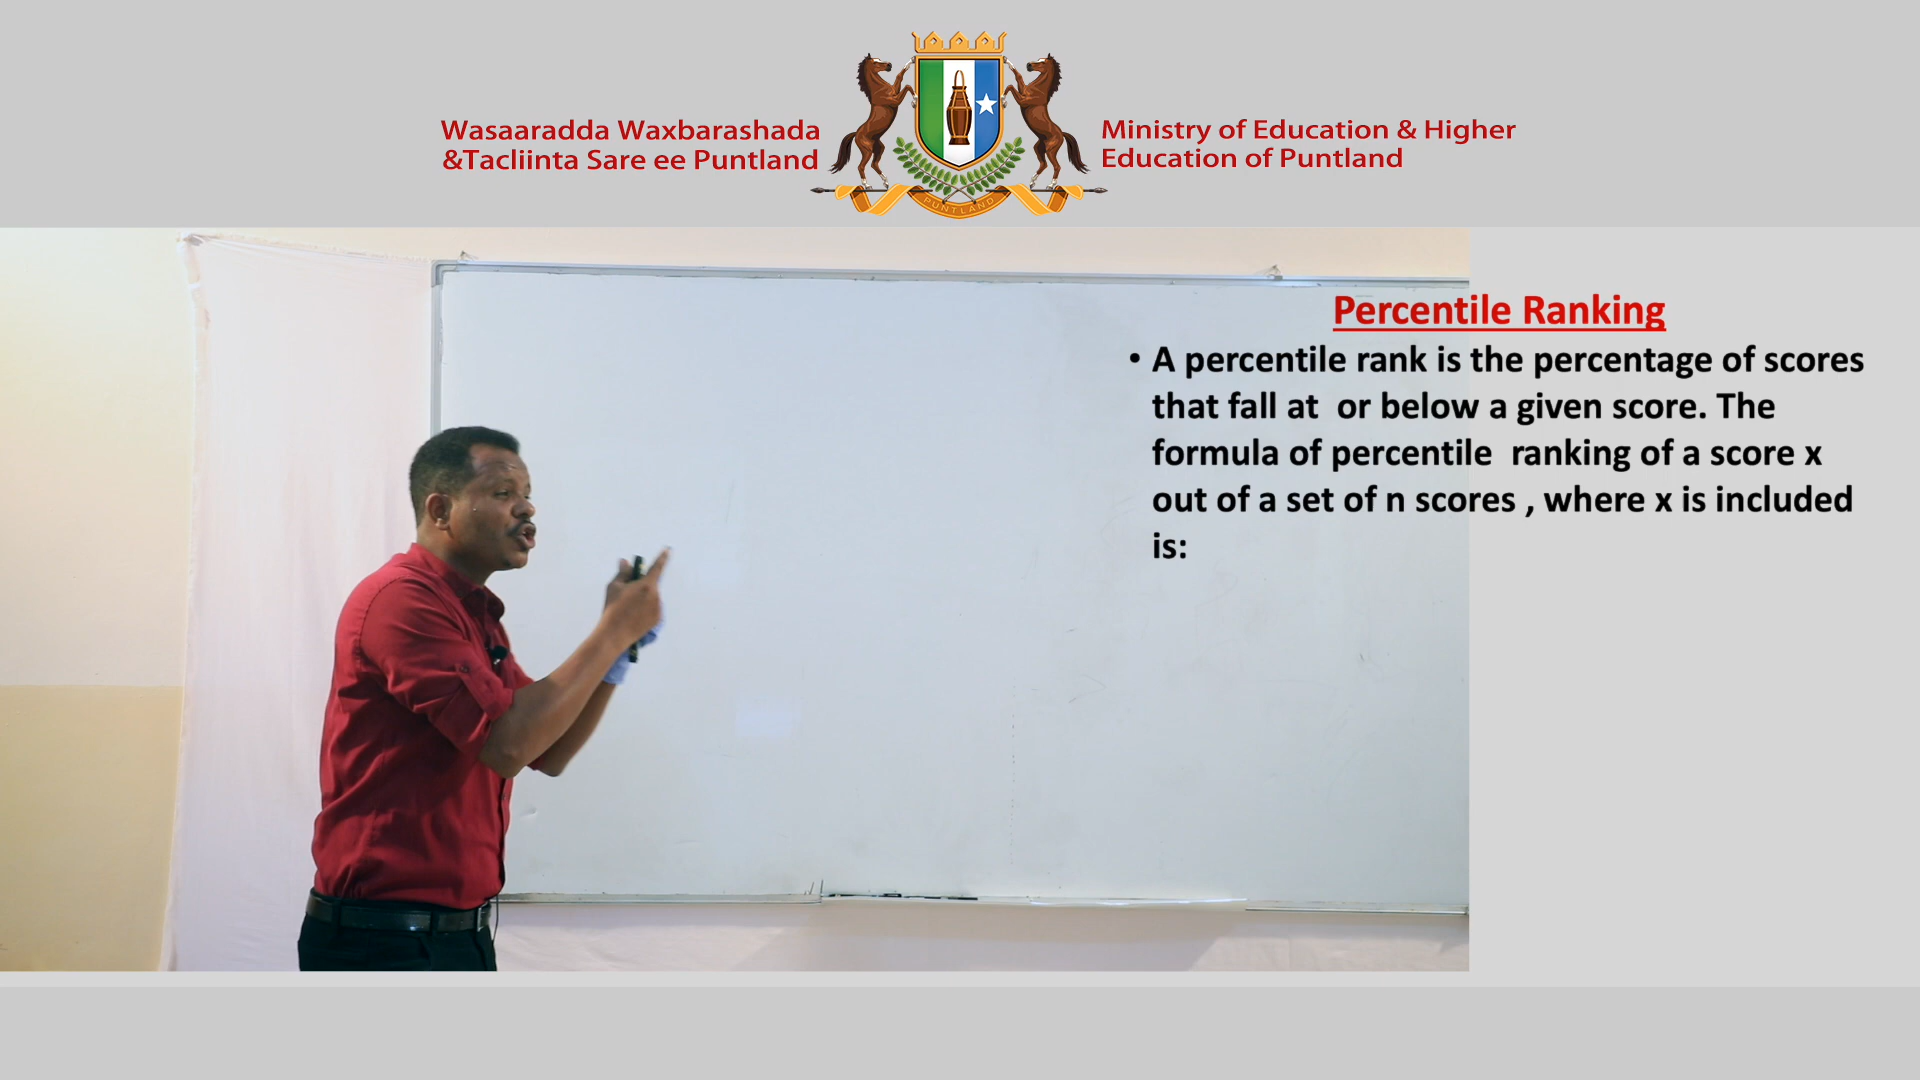 Wasaaradda Waxbarashada
&Tacliinta Sare ee Puntland
PUNTLAND
Ministry of Education & Higher
Education of Puntland
Percentile Ranking
• A percentile rank is the percentage of scores
that fall at or below a given score. The
formula of percentile ranking of a score x
out of a set of n scores , where x is included
is: